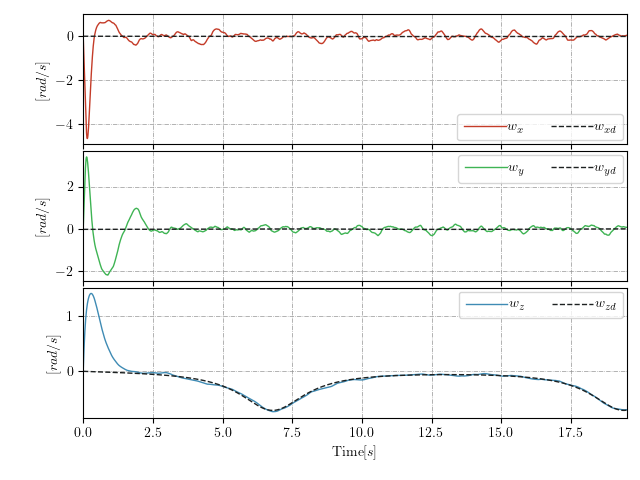 0
−2
−4
[rad/s]
w_x w_xd
2
0
−2
[rad/s]
w_y w_yd
1
0
[rad/s]
w_z w_zd
0.0 2.5 5.0 7.5 10.0 12.5 15.0 17.5
Time[s]